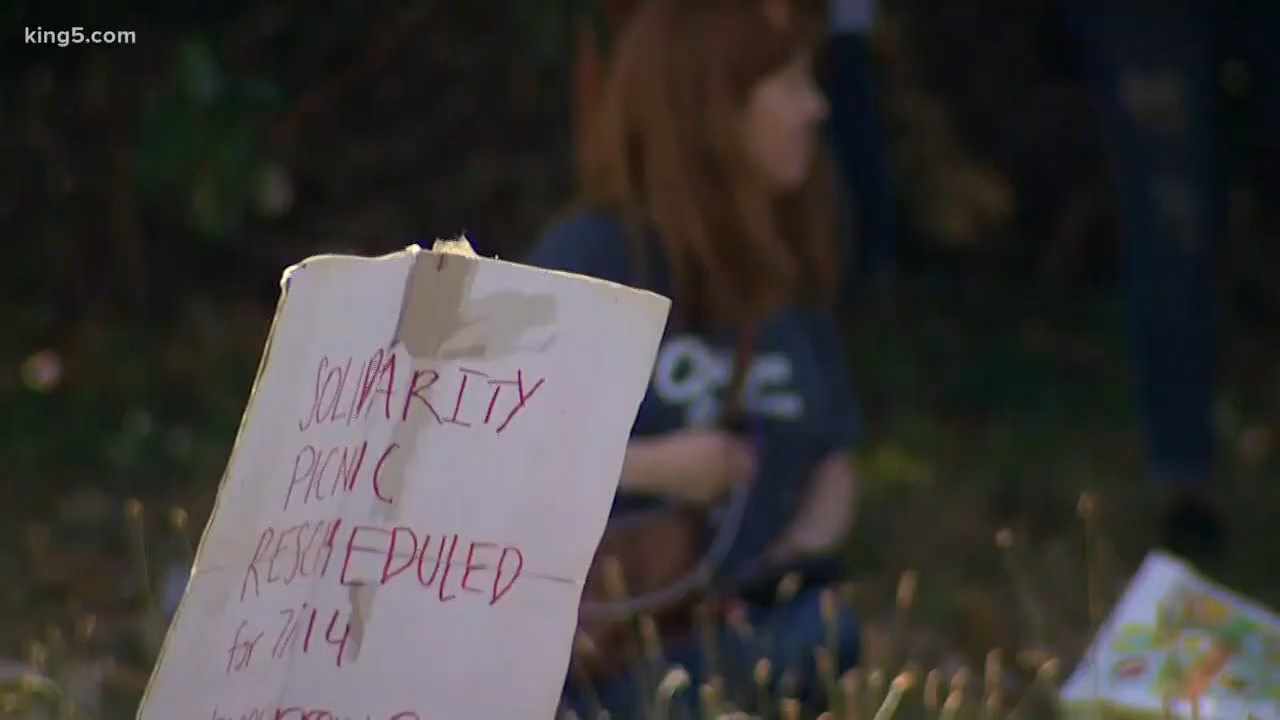 king5.com
SOLIDARITY
PICNIC
RESCHEDULED
for 7/14